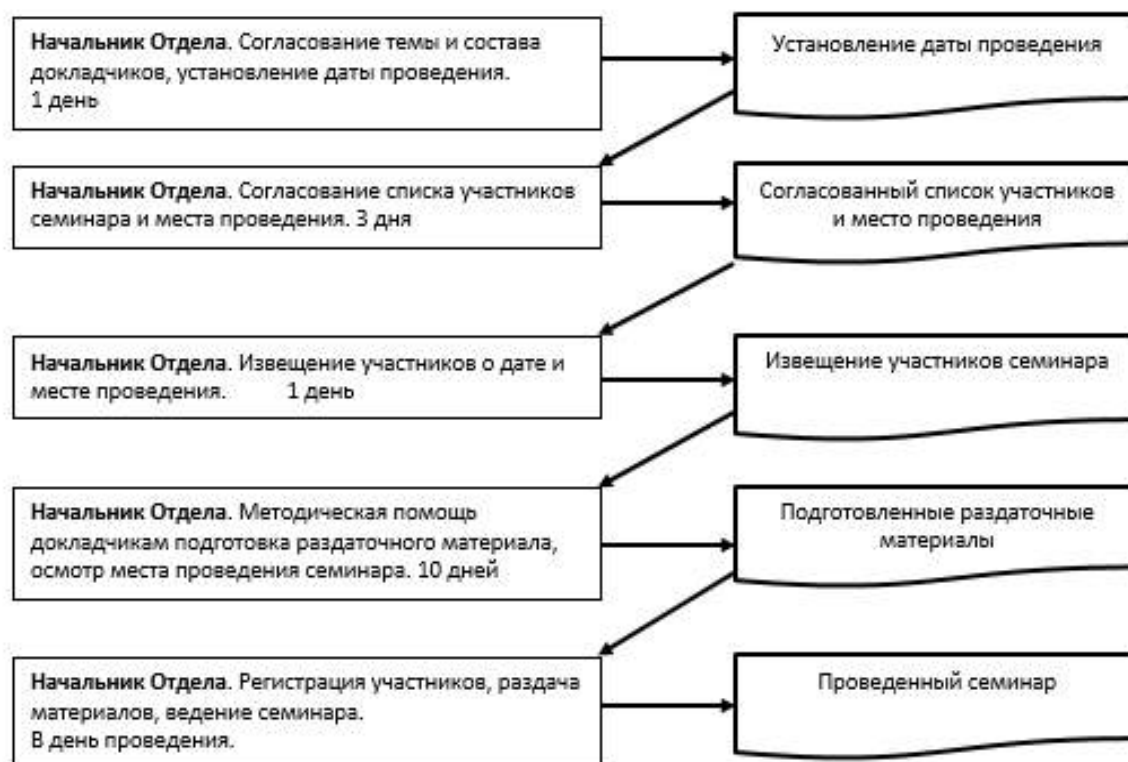 Начальник Отдела. Согласование темы и состава
докладчиков, установление даты проведения.
1 день
Установление даты проведения
Начальник Отдела. Согласование списка участников
семинара и места проведения. 3 дня
Согласованный список участников
и место проведения
Начальник Отдела. Извещение участников о дате и
месте проведения. 1 день
Извещение участников семинара
Начальник Отдела. Методическая помощь
докладчикам подготовка раздаточного материала,
осмотр места проведения семинара. 10 дней
Подготовленные раздаточные
материалы
Начальник Отдела. Регистрация участников, раздача
материалов, ведение семинара.
В день проведения.
Проведенный семинар